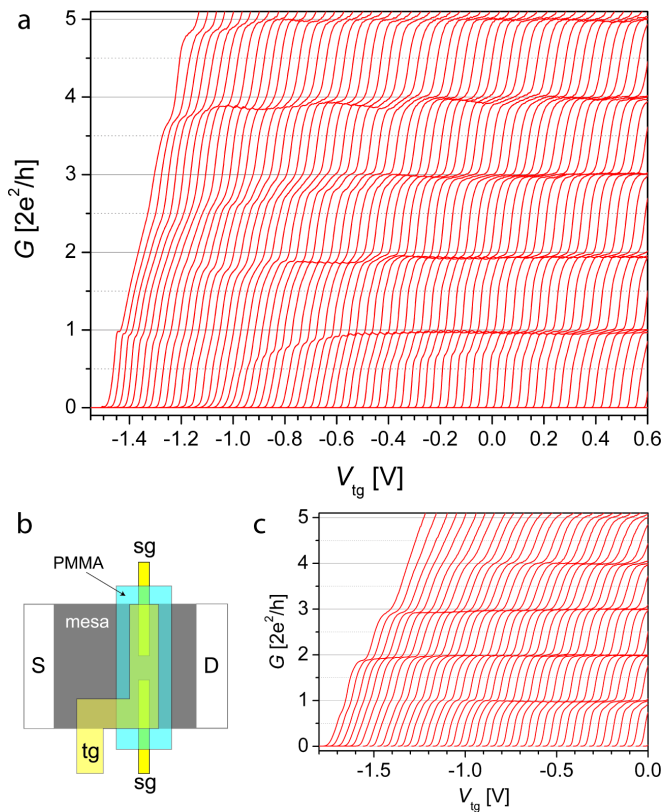 a
5
4
3
2
1
0
G [2e²/h]
-1.4 -1.2 -1.0 -0.8 -0.6 -0.4 -0.2 0.0 0.2 0.4 0.6
Vtg [V]
b
sg
PMMA
mesa
S
D
tg
sg
c
5
4
3
2
1
0
G [2e²/h]
-1.5 -1.0 -0.5 0.0
Vtg [V]